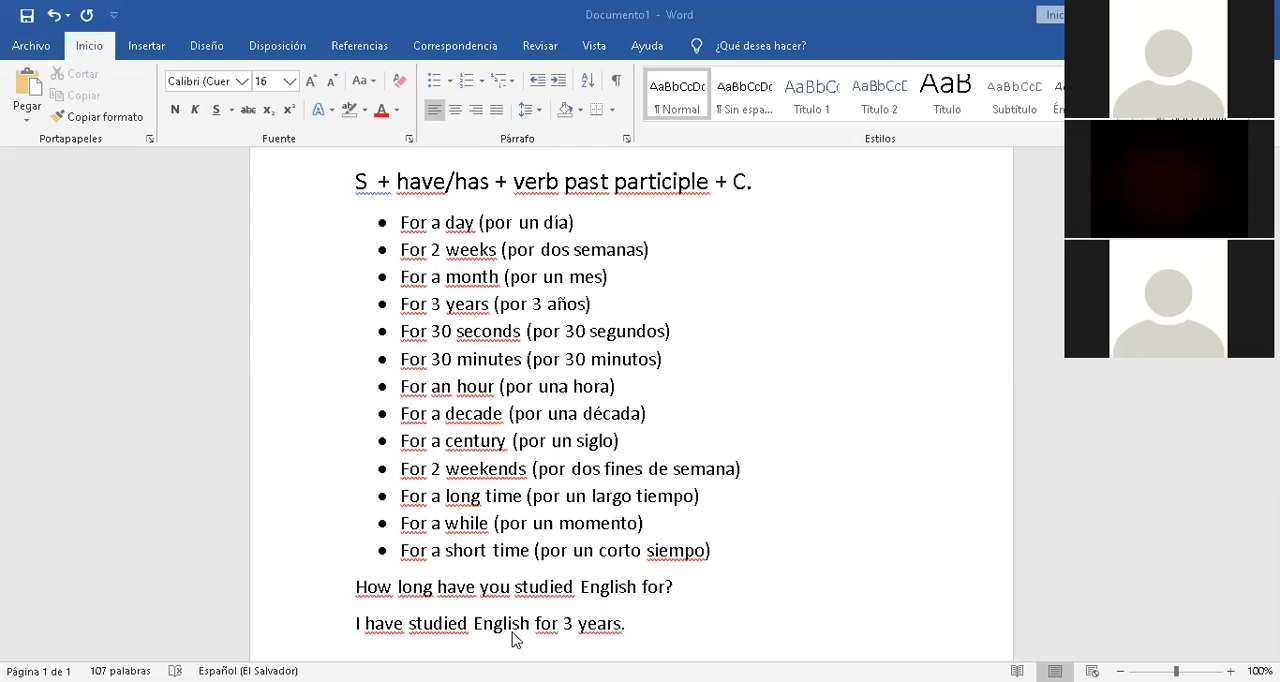 Documento1 - Word
Inic
Archivo Inicio Insertar Diseño Disposición Referencias Correspondencia Revisar Vista Ayuda ¿Qué desea hacer?
Pegar
Cortar
Copiar
Copiar formato
Portapapeles
Calibri (Cuer 16
Aa
N K S abc x₂ x²
A A
Fuente
Párrafo
AaBbCcDc AaBbCcDc AaBbCc AaBbCcD AaB AaBbCcD
¶ Normal ¶ Sin espa... Título 1 Título 2 Título Subtítulo
Estilos
S + have/has + verb past participle + C.
• For a day (por un día)
• For 2 weeks (por dos semanas)
• For a month (por un mes)
• For 3 years (por 3 años)
• For 30 seconds (por 30 segundos)
• For 30 minutes (por 30 minutos)
• For an hour (por una hora)
• For a decade (por una década)
• For a century (por un siglo)
• For 2 weekends (por dos fines de semana)
• For a long time (por un largo tiempo)
• For a while (por un momento)
• For a short time (por un corto siempo)
How long have you studied English for?
I have studied English for 3 years.
Página 1 de 1 107 palabras Español (El Salvador) 100%